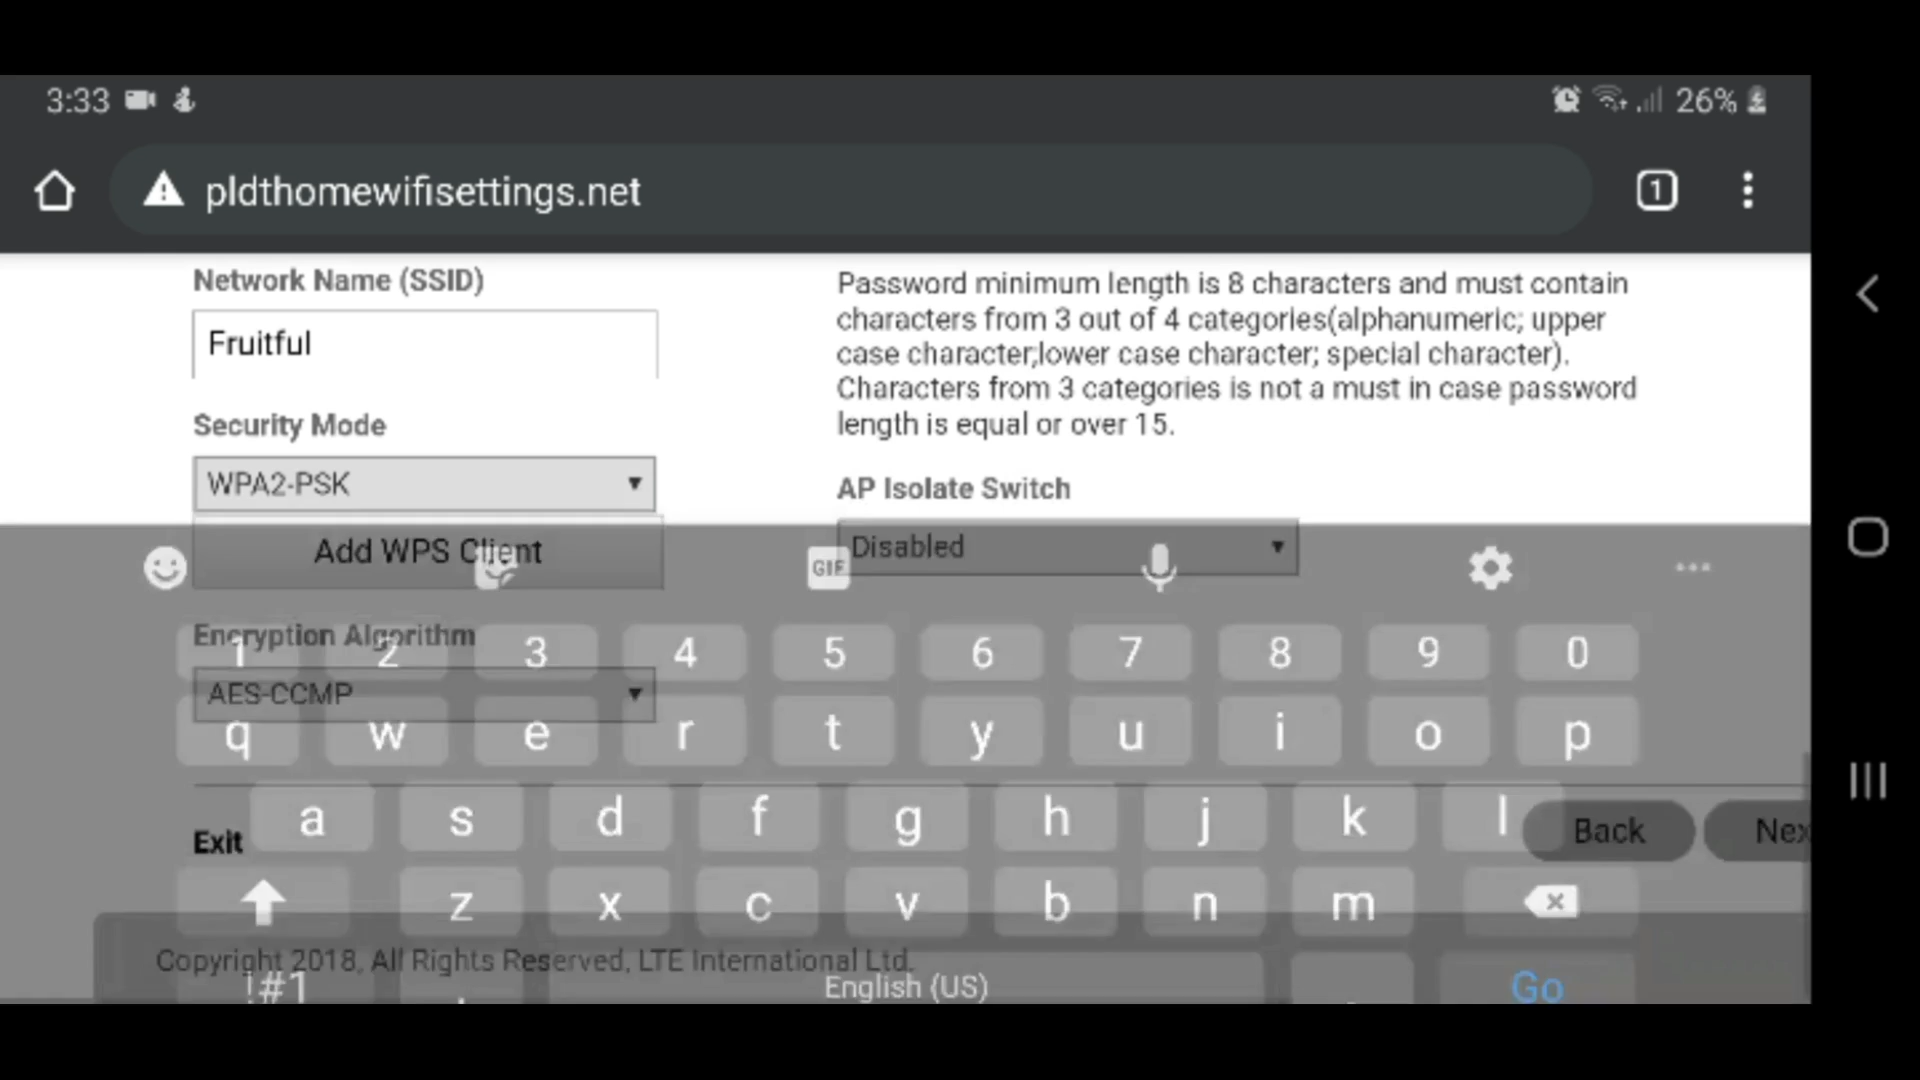 3:33
26%
pldthomewifisettings.net
1
Network Name (SSID)
Fruitful
Security Mode
WPA2-PSK
Add WPS Client
Encryption Algorithm
AES-CCMP
Password minimum length is 8 characters and must contain
characters from 3 out of 4 categories(alphanumeric; upper
case character;lower case character; special character).
Characters from 3 categories is not a must in case password
length is equal or over 15.
AP Isolate Switch
Disabled
GIF
1 2 3 4 5 6 7 8 9 0
q w e r t y u i o p
a s d f g h j k l
Exit
Back
Nex
z x c v b n m
Copyright 2018, All Rights Reserved, LTE International Ltd.
!#1
,
English (US)
.
Go